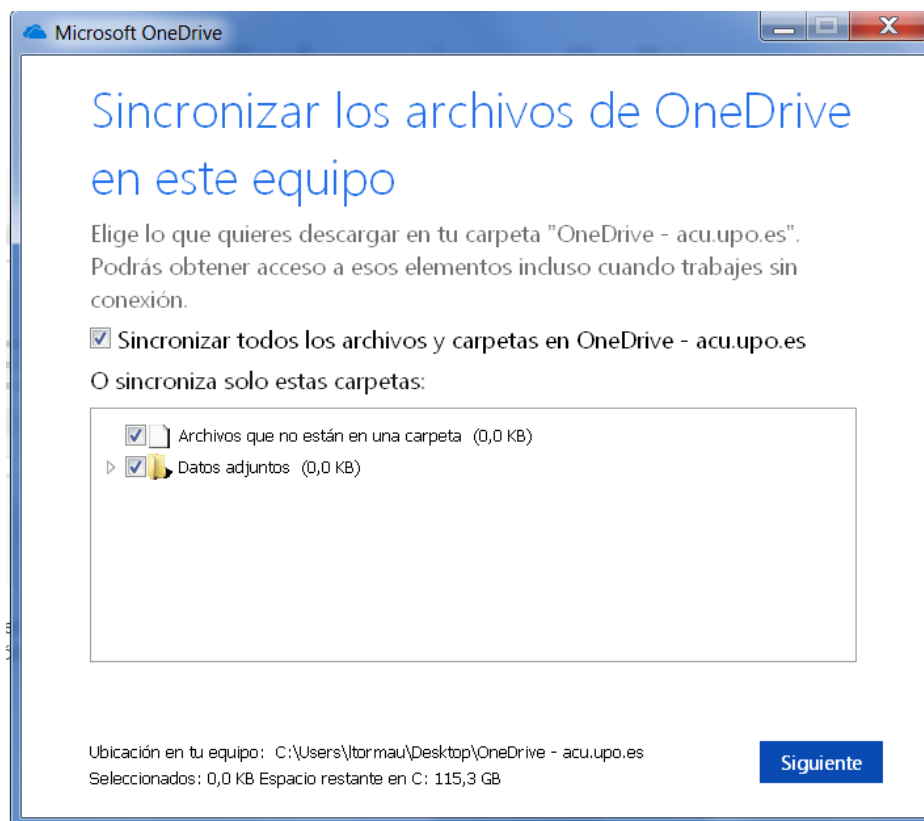 Microsoft OneDrive
Sincronizar los archivos de OneDrive
en este equipo
Elige lo que quieres descargar en tu carpeta "OneDrive - acu.upo.es".
Podrás obtener acceso a esos elementos incluso cuando trabajes sin
conexión.
Sincronizar todos los archivos y carpetas en OneDrive - acu.upo.es
O sincroniza solo estas carpetas:
Archivos que no están en una carpeta (0,0 KB)
Datos adjuntos (0,0 KB)
Ubicación en tu equipo: C:\Users\ltormau\Desktop\OneDrive - acu.upo.es
Seleccionados: 0,0 KB Espacio restante en C: 115,3 GB
Siguiente